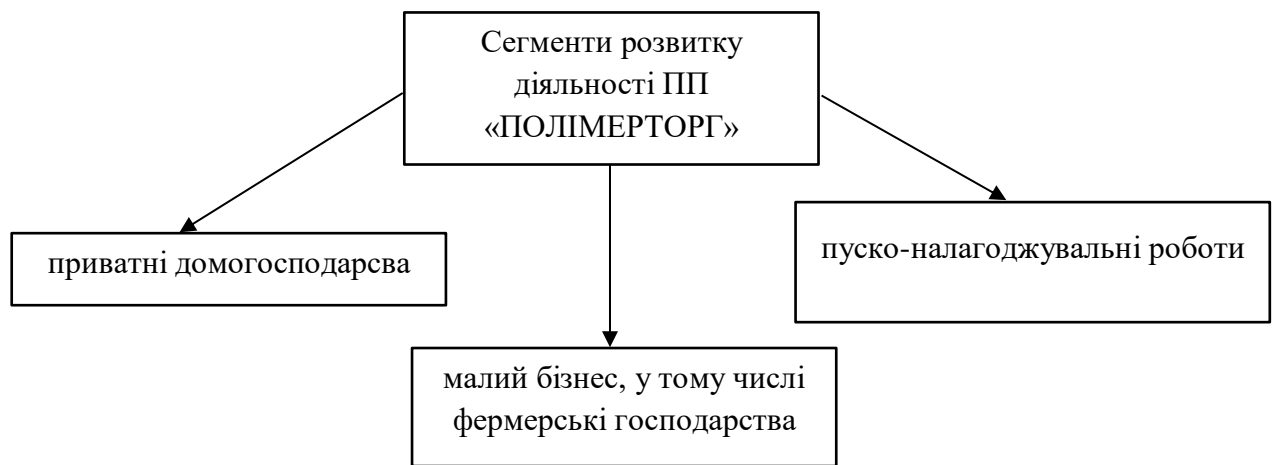 Сегменти розвитку
діяльності ПП
«ПОЛІМЕРТОРГ»
приватні домогосподарсва
пуско-налагоджувальні роботи
малий бізнес, у тому числі
фермерські господарства